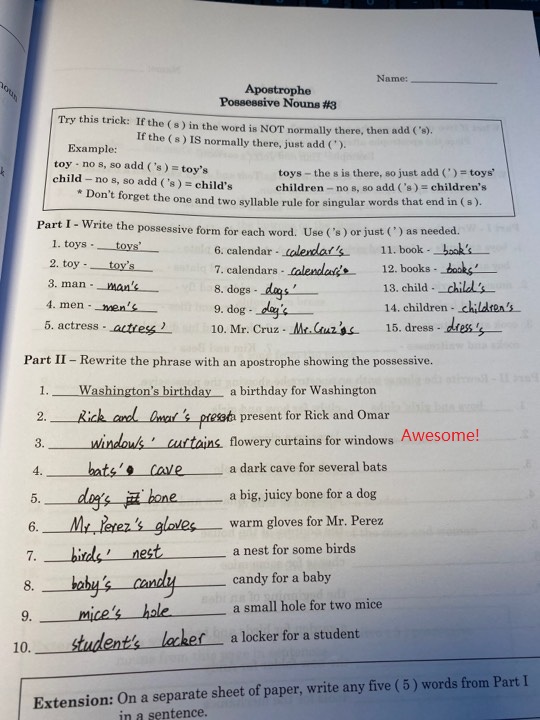 noun
Name:
Apostrophe
Possessive Nouns #3
Try this trick: If the ( s ) in the word is NOT normally there, then add ( 's).
If the ( s ) IS normally there, just add ( ' ).
Example:
toy - no s, so add ( 's ) = toy's toys – the s is there, so just add ( ' ) = toys'
child – no s, so add ( 's ) = child's children – no s, so add ( 's ) = children's
* Don't forget the one and two syllable rule for singular words that end in ( s ).
Part I - Write the possessive form for each word. Use ( 's ) or just ( ' ) as needed.
1. toys - toys' 6. calendar - calendar's 11. book - book's
2. toy - toy's 7. calendars - calendars' 12. books - books'
3. man - man's 8. dogs - dogs' 13. child - child's
4. men - men's 9. dog - dog's 14. children - children's
5. actress - actress' 10. Mr. Cruz - Mr. Cruz's 15. dress - dress's
Part II – Rewrite the phrase with an apostrophe showing the possessive.
1. Washington's birthday a birthday for Washington
2. Rick and Omar's present a present for Rick and Omar
3. windows' curtains flowery curtains for windows Awesome!
4. bats' cave a dark cave for several bats
5. dog's bone a big, juicy bone for a dog
6. Mr. Perez's gloves warm gloves for Mr. Perez
7. birds' nest a nest for some birds
8. baby's candy candy for a baby
9. mice's hole a small hole for two mice
10. student's locker a locker for a student
Extension: On a separate sheet of paper, write any five ( 5 ) words from Part I
in a sentence.